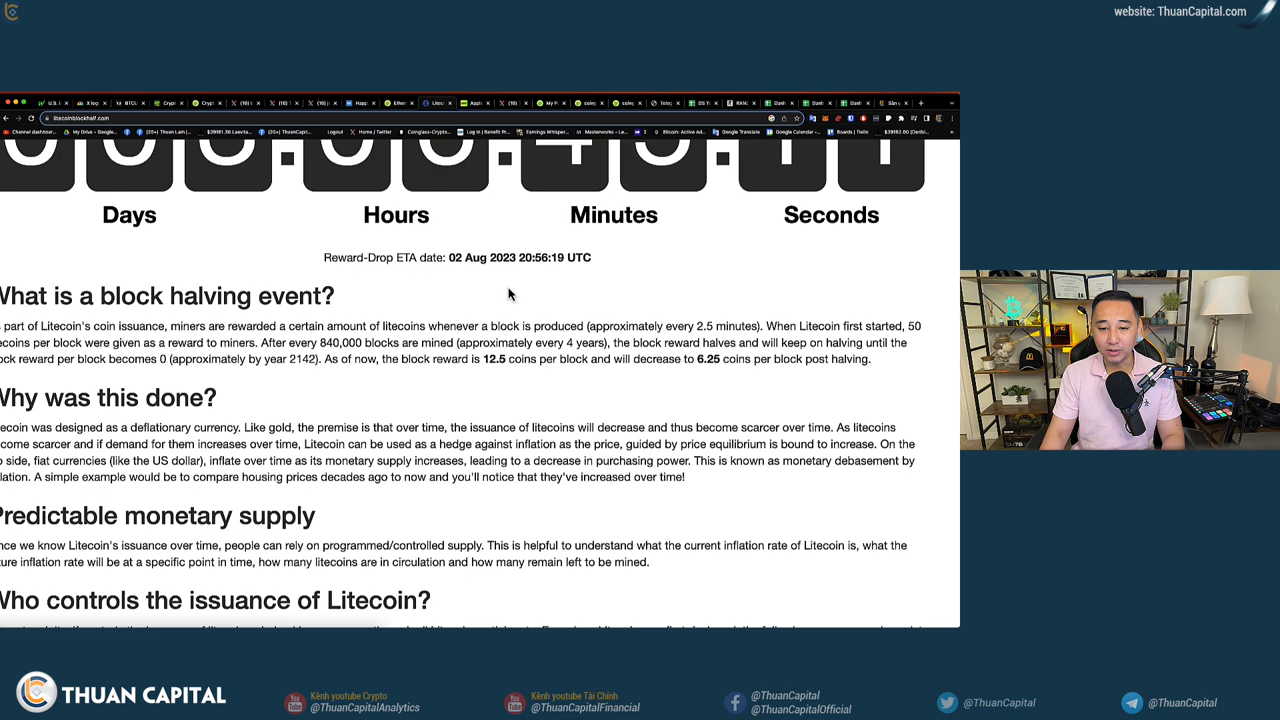 website: ThuanCapital.com
litecoinblockhalf.com
Days Hours Minutes Seconds
Reward-Drop ETA date: 02 Aug 2023 20:56:19 UTC
What is a block halving event?
part of Litecoin's coin issuance, miners are rewarded a certain amount of litecoins whenever a block is produced (approximately every 2.5 minutes). When Litecoin first started, 50
ecoins per block were given as a reward to miners. After every 840,000 blocks are mined (approximately every 4 years), the block reward halves and will keep on halving until the
ock reward per block becomes 0 (approximately by year 2142). As of now, the block reward is 12.5 coins per block and will decrease to 6.25 coins per block post halving.
Why was this done?
ecoin was designed as a deflationary currency. Like gold, the premise is that over time, the issuance of litecoins will decrease and thus become scarcer over time. As litecoins
come scarcer and if demand for them increases over time, Litecoin can be used as a hedge against inflation as the price, guided by price equilibrium is bound to increase. On the
side, fiat currencies (like the US dollar), inflate over time as its monetary supply increases, leading to a decrease in purchasing power. This is known as monetary debasement by
lation. A simple example would be to compare housing prices decades ago to now and you'll notice that they've increased over time!
Predictable monetary supply
nce we know Litecoin's issuance over time, people can rely on programmed/controlled supply. This is helpful to understand what the current inflation rate of Litecoin is, what the
ture inflation rate will be at a specific point in time, how many litecoins are in circulation and how many remain left to be mined.
Who controls the issuance of Litecoin?
THUAN CAPITAL
Kênh youtube Crypto
@ThuanCapitalAnalytics
Kênh youtube Tài Chính
@ThuanCapitalFinancial
@ThuanCapital
@ThuanCapitalOfficial
@ThuanCapital
@ThuanCapital